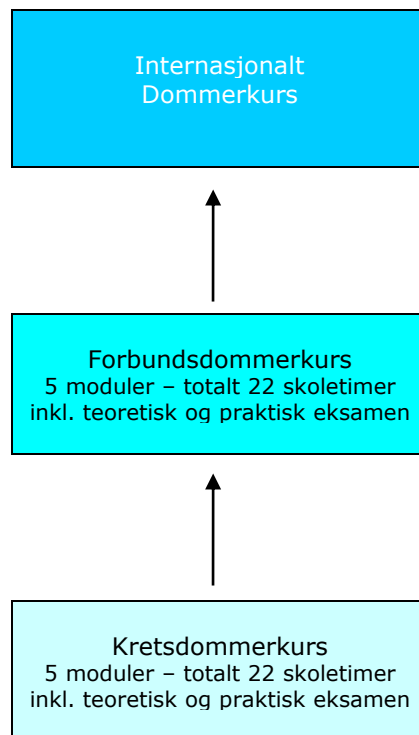 Internasjonalt
Dommerkurs
Forbundsdommerkurs
5 moduler – totalt 22 skoletimer
inkl. teoretisk og praktisk eksamen
Kretsdommerkurs
5 moduler – totalt 22 skoletimer
inkl. teoretisk og praktisk eksamen